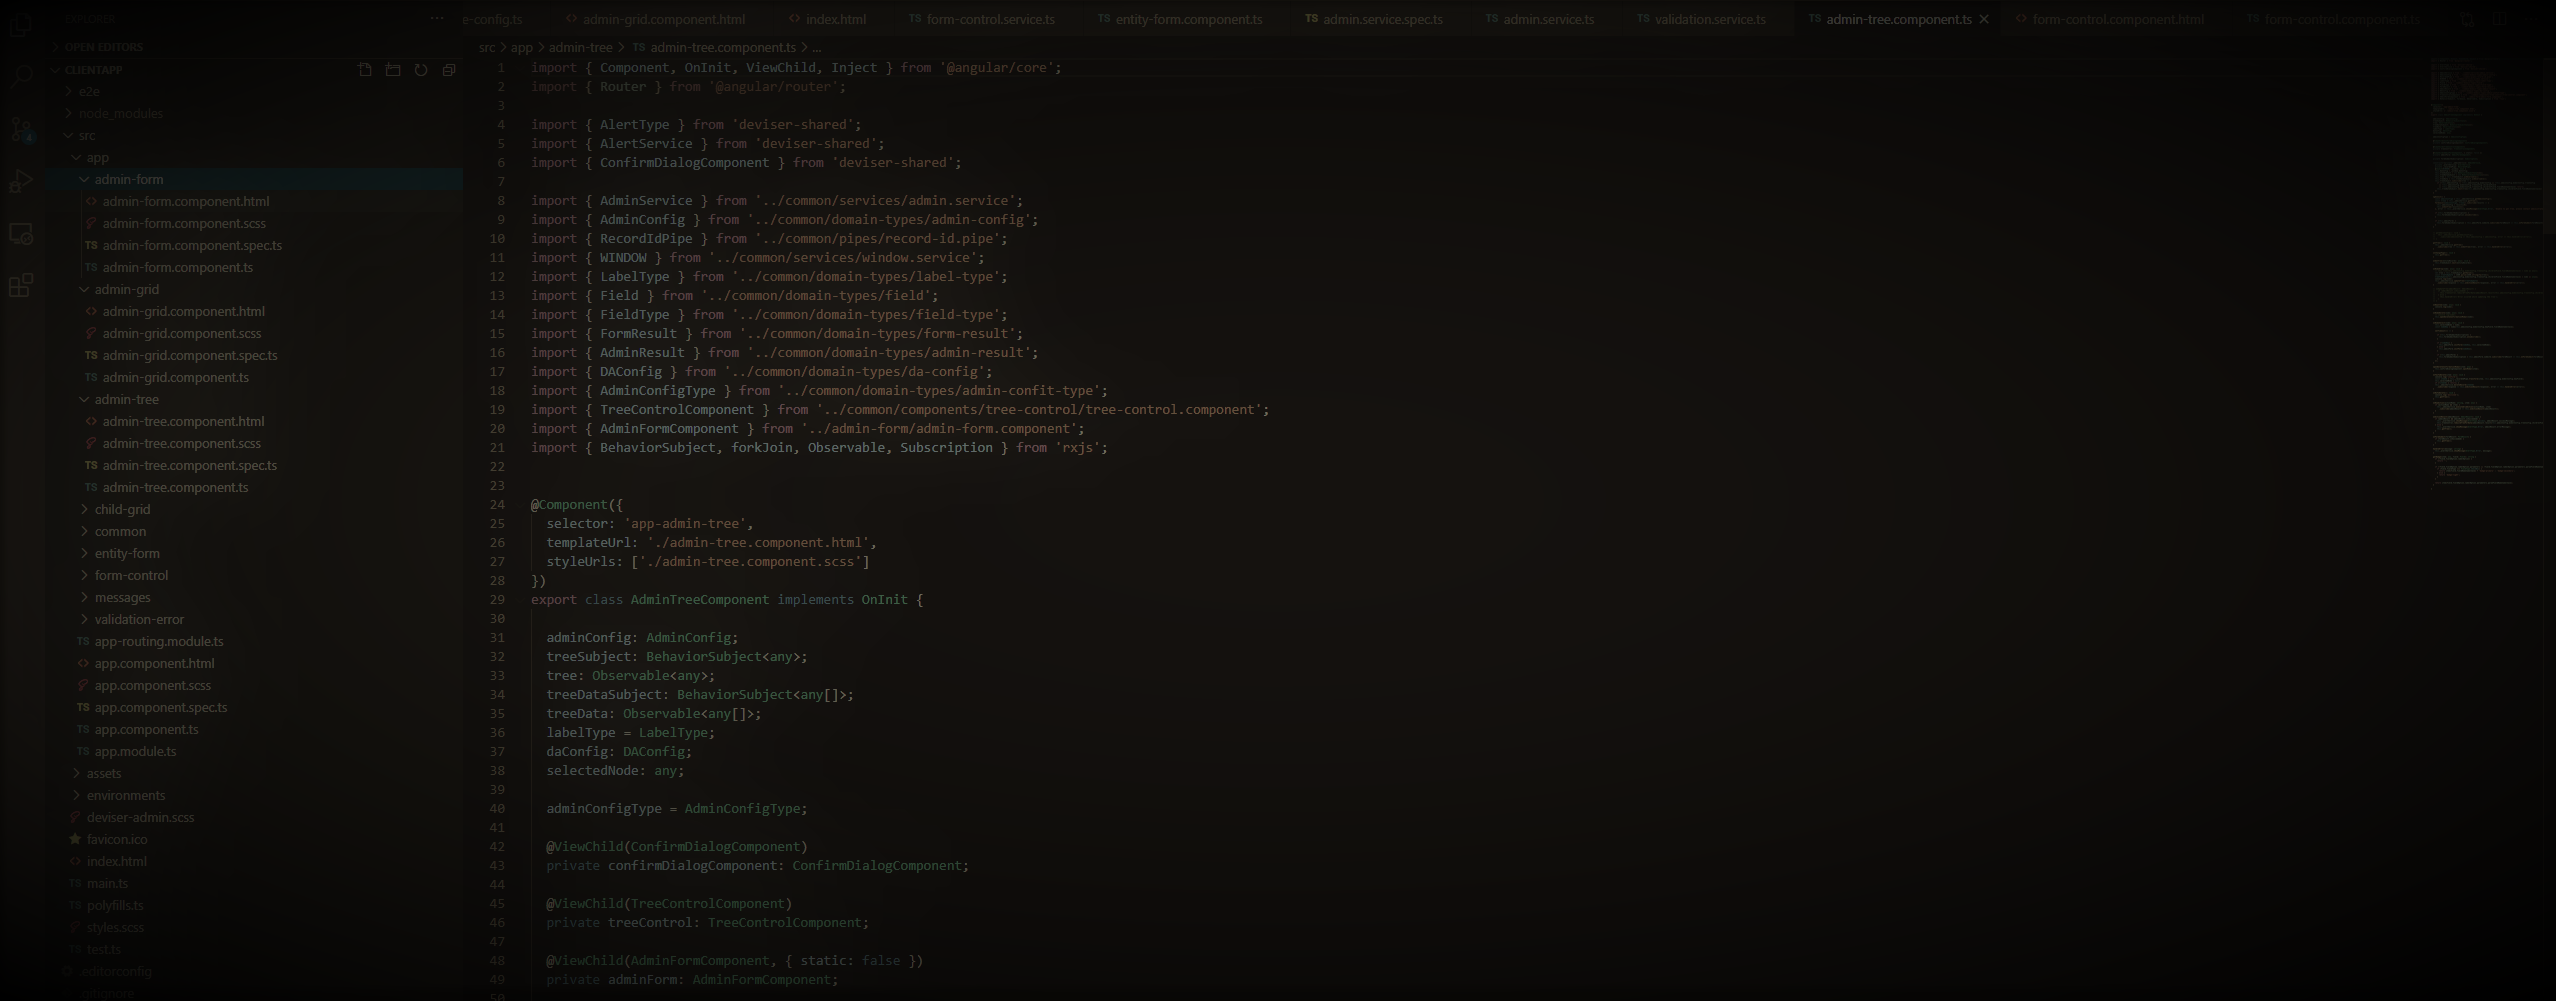 EXPLORER
OPEN EDITORS
CLIENTAPP
e2e
node_modules
src
app
admin-form
admin-form.component.html
admin-form.component.scss
admin-form.component.spec.ts
admin-form.component.ts
admin-grid
admin-grid.component.html
admin-grid.component.scss
admin-grid.component.spec.ts
admin-grid.component.ts
admin-tree
admin-tree.component.html
admin-tree.component.scss
admin-tree.component.spec.ts
admin-tree.component.ts
child-grid
common
entity-form
form-control
messages
validation-error
app-routing.module.ts
app.component.html
app.component.scss
app.component.spec.ts
app.component.ts
app.module.ts
assets
environments
deviser-admin.scss
favicon.ico
index.html
main.ts
polyfills.ts
styles.scss
test.ts
.editorconfig
.gitignore
e-config.ts admin-grid.component.html index.html form-control.service.ts entity-form.component.ts admin.service.spec.ts admin.service.ts validation.service.ts admin-tree.component.ts form-control.component.html form-control.component.ts
src > app > admin-tree > TS admin-tree.component.ts > ...
1 import { Component, OnInit, ViewChild, Inject } from '@angular/core';
2 import { Router } from '@angular/router';
3
4 import { AlertType } from 'deviser-shared';
5 import { AlertService } from 'deviser-shared';
6 import { ConfirmDialogComponent } from 'deviser-shared';
7
8 import { AdminService } from '../common/services/admin.service';
9 import { AdminConfig } from '../common/domain-types/admin-config';
10 import { RecordIdPipe } from '../common/pipes/record-id.pipe';
11 import { WINDOW } from '../common/services/window.service';
12 import { LabelType } from '../common/domain-types/label-type';
13 import { Field } from '../common/domain-types/field';
14 import { FieldType } from '../common/domain-types/field-type';
15 import { FormResult } from '../common/domain-types/form-result';
16 import { AdminResult } from '../common/domain-types/admin-result';
17 import { DAConfig } from '../common/domain-types/da-config';
18 import { AdminConfigType } from '../common/domain-types/admin-confit-type';
19 import { TreeControlComponent } from '../common/components/tree-control/tree-control.component';
20 import { AdminFormComponent } from '../admin-form/admin-form.component';
21 import { BehaviorSubject, forkJoin, Observable, Subscription } from 'rxjs';
22
23
24 @Component({
25 selector: 'app-admin-tree',
26 templateUrl: './admin-tree.component.html',
27 styleUrls: ['./admin-tree.component.scss']
28 })
29 export class AdminTreeComponent implements OnInit {
30
31 adminConfig: AdminConfig;
32 treeSubject: BehaviorSubject<any>;
33 tree: Observable<any>;
34 treeDataSubject: BehaviorSubject<any[]>;
35 treeData: Observable<any[]>;
36 labelType = LabelType;
37 daConfig: DAConfig;
38 selectedNode: any;
39
40 adminConfigType = AdminConfigType;
41
42 @ViewChild(ConfirmDialogComponent)
43 private confirmDialogComponent: ConfirmDialogComponent;
44
45 @ViewChild(TreeControlComponent)
46 private treeControl: TreeControlComponent;
47
48 @ViewChild(AdminFormComponent, { static: false })
49 private adminForm: AdminFormComponent;
50